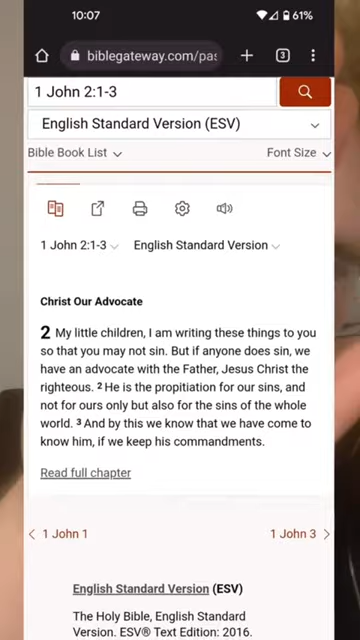 10:07
61%
biblegateway.com/pas
3
1 John 2:1-3
English Standard Version (ESV)
Bible Book List
Font Size
1 John 2:1-3
English Standard Version
Christ Our Advocate
2 My little children, I am writing these things to you
so that you may not sin. But if anyone does sin, we
have an advocate with the Father, Jesus Christ the
righteous. 2 He is the propitiation for our sins, and
not for ours only but also for the sins of the whole
world. 3 And by this we know that we have come to
know him, if we keep his commandments.
Read full chapter
1 John 1
1 John 3
English Standard Version (ESV)
The Holy Bible, English Standard
Version. ESV® Text Edition: 2016.